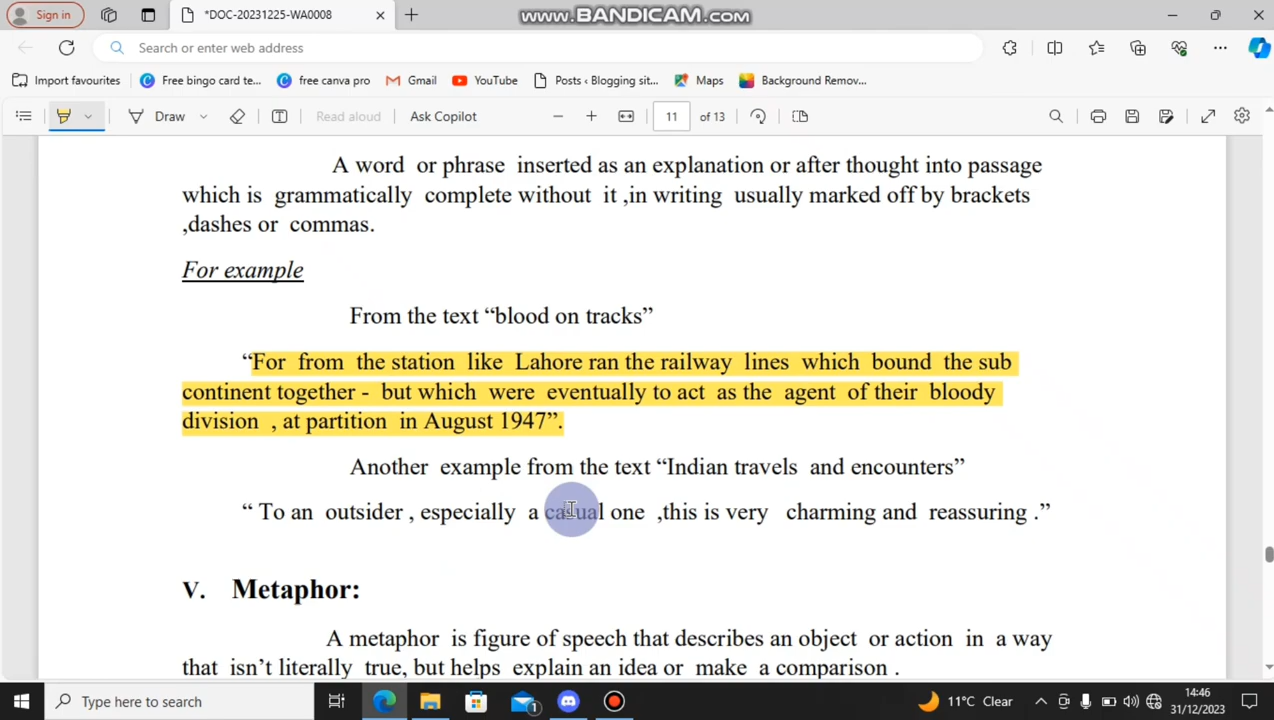 Sign in
*DOC-20231225-WA0008
www.BANDICAM.com
Search or enter web address
Import favourites
Free bingo card te...
free canva pro
Gmail
YouTube
Posts ‹ Blogging sit...
Maps
Background Remov...
Draw
Read aloud
Ask Copilot
11 of 13
A word or phrase inserted as an explanation or after thought into passage
which is grammatically complete without it ,in writing usually marked off by brackets
,dashes or commas.
For example
From the text “blood on tracks”
“For from the station like Lahore ran the railway lines which bound the sub
continent together - but which were eventually to act as the agent of their bloody
division , at partition in August 1947”.
Another example from the text “Indian travels and encounters”
“ To an outsider , especially a casual one ,this is very charming and reassuring .”
V. Metaphor:
A metaphor is figure of speech that describes an object or action in a way
that isn’t literally true, but helps explain an idea or make a comparison .
Type here to search
1
11°C Clear
14:46
31/12/2023